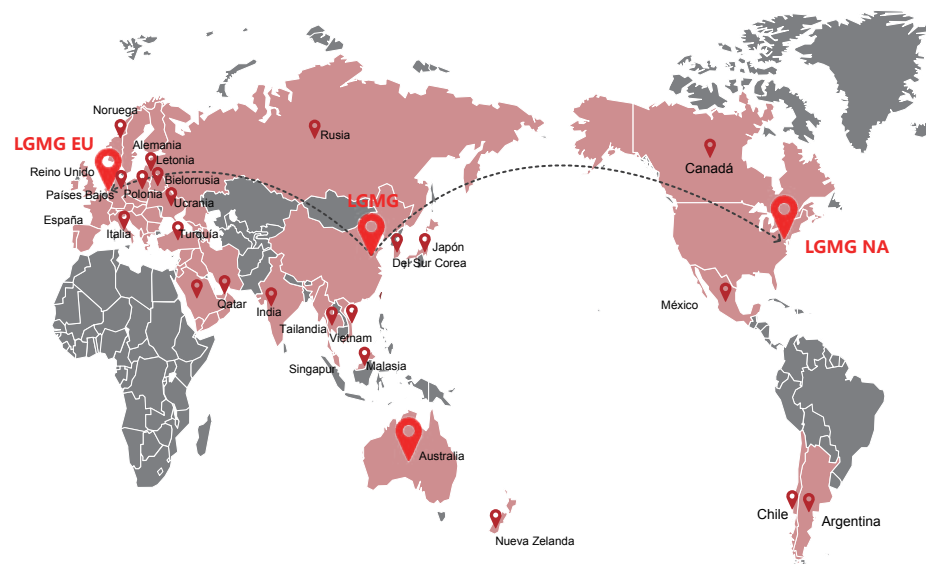 Noruega
Rusia
LGMG EU
Alemania
Letonia
Reino Unido
Bielorrusia
Países Bajos
Polonia
Ucrania
España
Italia
Turquía
LGMG
Japón
Del Sur Corea
Qatar
India
Tailandia
Vietnam
Singapur
Malasia
Australia
Nueva Zelanda
Canadá
LGMG NA
México
Chile
Argentina